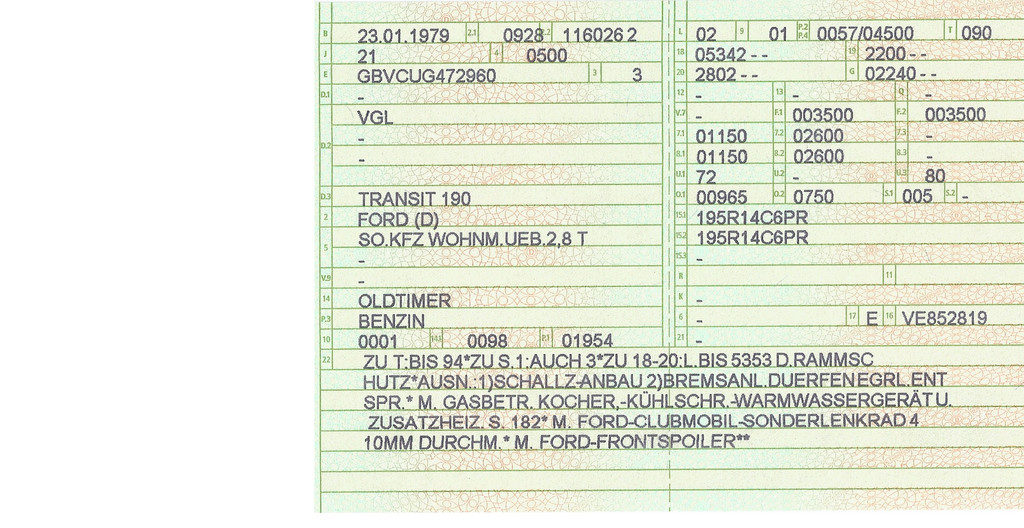 B 23.01.1979 2.1 0928 2.2 116026 2
J 21 4 0500
E GBVCUG472960 3 3
D.1 -
VGL
-
D.2 -
D.3 TRANSIT 190
2 FORD (D)
5 SO.KFZ WOHNM.UEB.2,8 T
-
V.9 -
14 OLDTIMER
P.3 BENZIN
10 0001 14.1 0098 P.1 01954
L 02 9 01 P.2 P.4 0057/04500 T 090
18 05342 - - 19 2200 - -
20 2802 - - G 02240 - -
12 - 13 - Q -
V.7 - F.1 003500 F.2 003500
7.1 01150 7.2 02600 7.3 -
8.1 01150 8.2 02600 8.3 -
U.1 72 U.2 - U.3 80
O.1 00965 O.2 0750 S.1 005 S.2 -
15.1 195R14C6PR
15.2 195R14C6PR
15.3 -
R 11
K -
6 - 17 E 16 VE852819
21 -
22 ZU T:BIS 94*ZU S.1:AUCH 3*ZU 18-20:L.BIS 5353 D.RAMMSC
HUTZ*AUSN.:1)SCHALLZ-ANBAU 2)BREMSANL.DUERFEN EGRL.ENT
SPR.* M. GASBETR. KOCHER,-KÜHLSCHR.-WARMWASSERGERÄT U.
ZUSATZHEIZ. S. 182* M. FORD-CLUBMOBIL-SONDERLENKRAD 4
10MM DURCHM.* M. FORD-FRONTSPOILER**